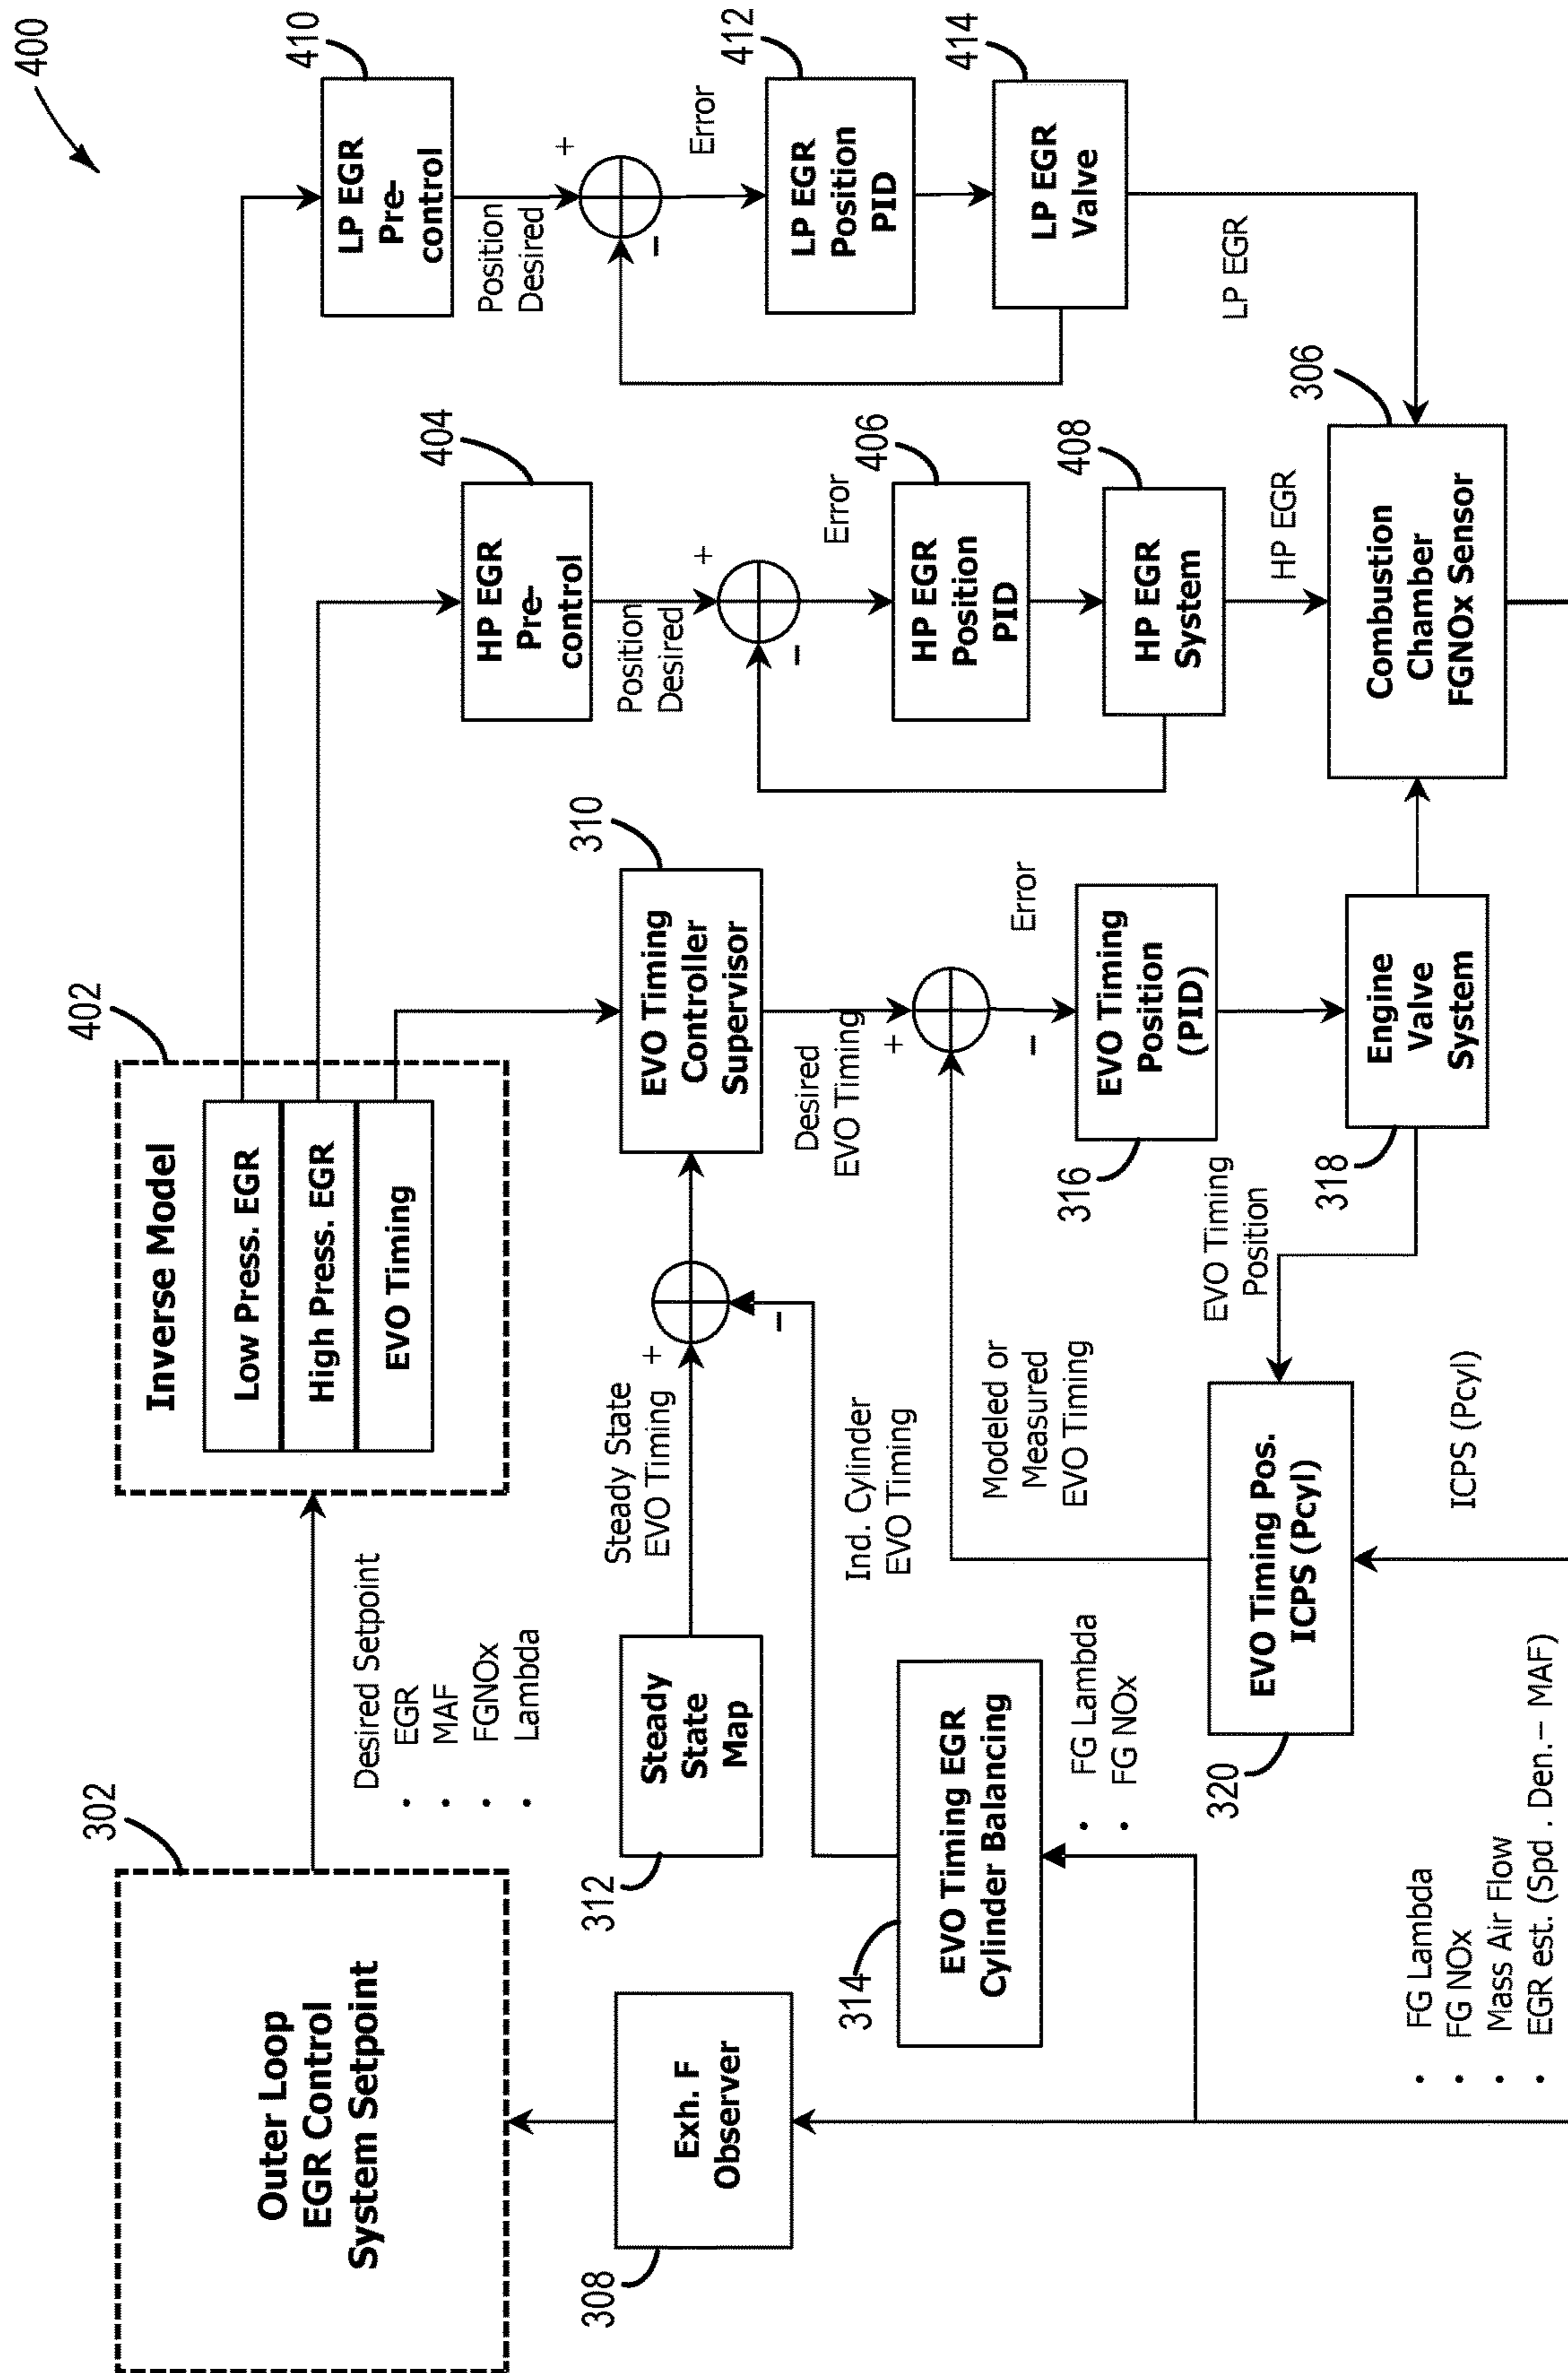 400
302
Outer Loop
EGR Control
System Setpoint
Desired Setpoint
• EGR
• MAF
• FGNOx
• Lambda
402
Inverse Model
Low Press. EGR
High Press. EGR
EVO Timing
410
LP EGR
Pre-
control
Position
Desired
+
−
Error
412
LP EGR
Position
PID
414
LP EGR
Valve
LP EGR
404
HP EGR
Pre-
control
Position
Desired
+
−
Error
406
HP EGR
Position
PID
408
HP EGR
System
HP EGR
308
Exh. F
Observer
312
Steady
State
Map
Steady State
EVO Timing
+
−
310
EVO Timing
Controller
Supervisor
Desired
EVO Timing
+
−
Error
314
EVO Timing EGR
Cylinder Balancing
Ind. Cylinder
EVO Timing
• FG Lambda
• FG NOx
Modeled or
Measured
EVO Timing
316
EVO Timing
Position
(PID)
EVO Timing
Position
318
Engine
Valve
System
306
Combustion
Chamber
FGNOx Sensor
320
EVO Timing Pos.
ICPS (Pcyl)
ICPS (Pcyl)
• FG Lambda
• FG NOx
• Mass Air Flow
• EGR est. (Spd . Den.− MAF)